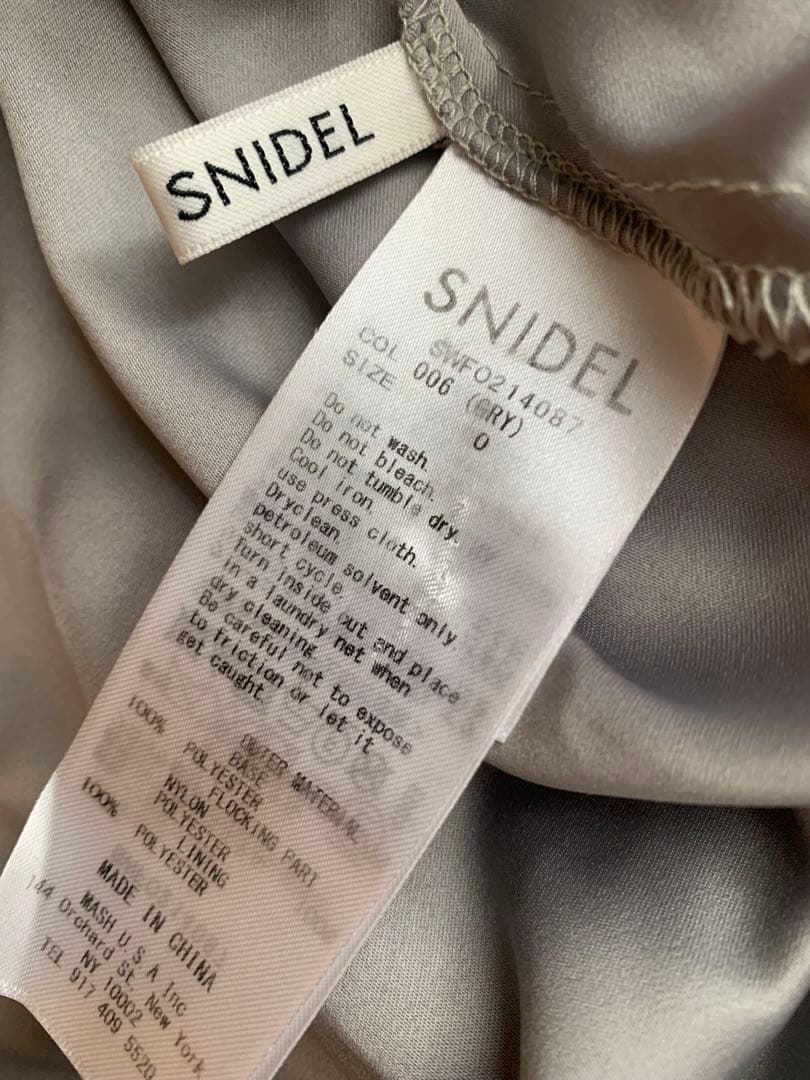 SNIDEL
SNIDEL
SWFO214087
COL 006 (GRY)
SIZE 0
Do not wash.
Do not bleach.
Do not tumble dry.
Cool iron.
use press cloth.
Dryclean
petroleum solvent only.
short cycle.
Turn inside out and place
in a laundry net when
dry cleaning.
Be careful not to expose
to friction or let it
get caught.
OUTER MATERIAL
BASE
100% POLYESTER
FLOCKING PART
NYLON
POLYESTER
LINING
100% POLYESTER
MADE IN CHINA
MASH U S A Inc
144 Orchard St. New York
NY 10002
TEL 917 409 5520